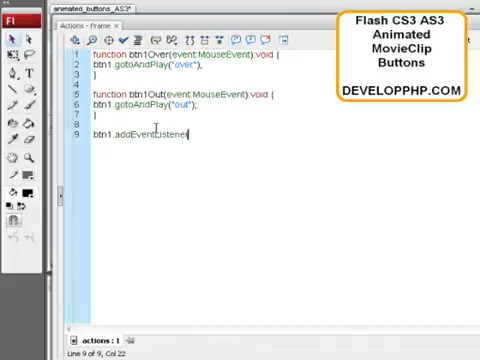 Fl
animated_buttons_AS3*
Actions - Frame
Flash CS3 AS3
Animated
MovieClip
Buttons
DEVELOPPHP.COM
1 function btn1Over(event:MouseEvent):void {
2 btn1.gotoAndPlay("over");
3 }
4
5 function btn1Out(event:MouseEvent):void {
6 btn1.gotoAndPlay("out");
7 }
8
9 btn1.addEventListener
actions : 1
Line 9 of 9, Col 22